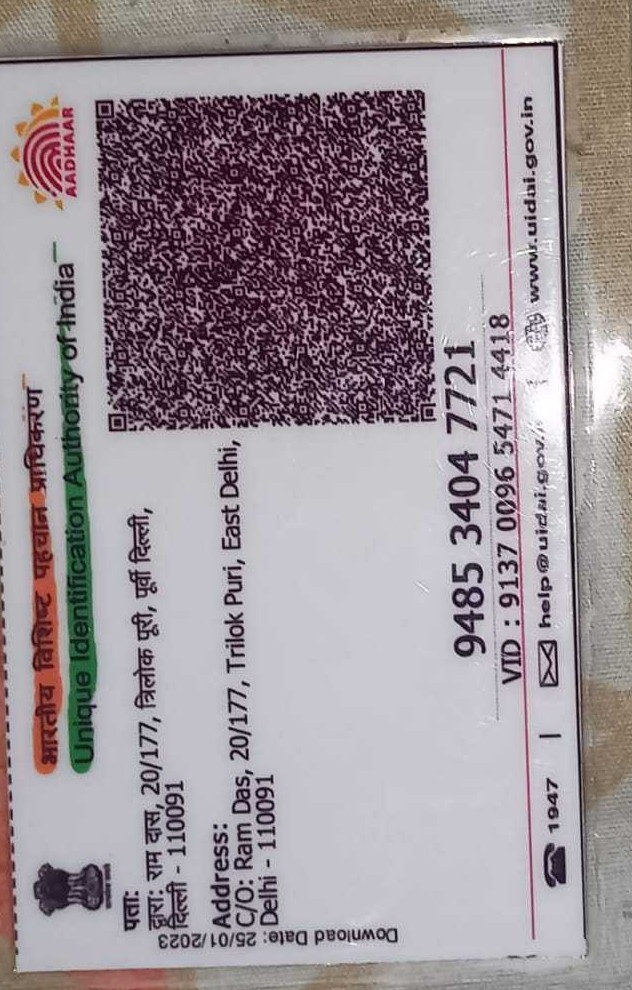 भारतीय विशिष्ट पहचान प्राधिकरण
Unique Identification Authority of India
AADHAAR
पता:
द्वारा: राम दास, 20/177, त्रिलोक पूरी, पूर्वी दिल्ली,
दिल्ली - 110091
Address:
C/O: Ram Das, 20/177, Trilok Puri, East Delhi,
Delhi - 110091
Download Date: 25/01/2023
9485 3404 7721
VID : 9137 0096 5471 4418
1947 | help@uidai.gov.i | www.uidai.gov.in